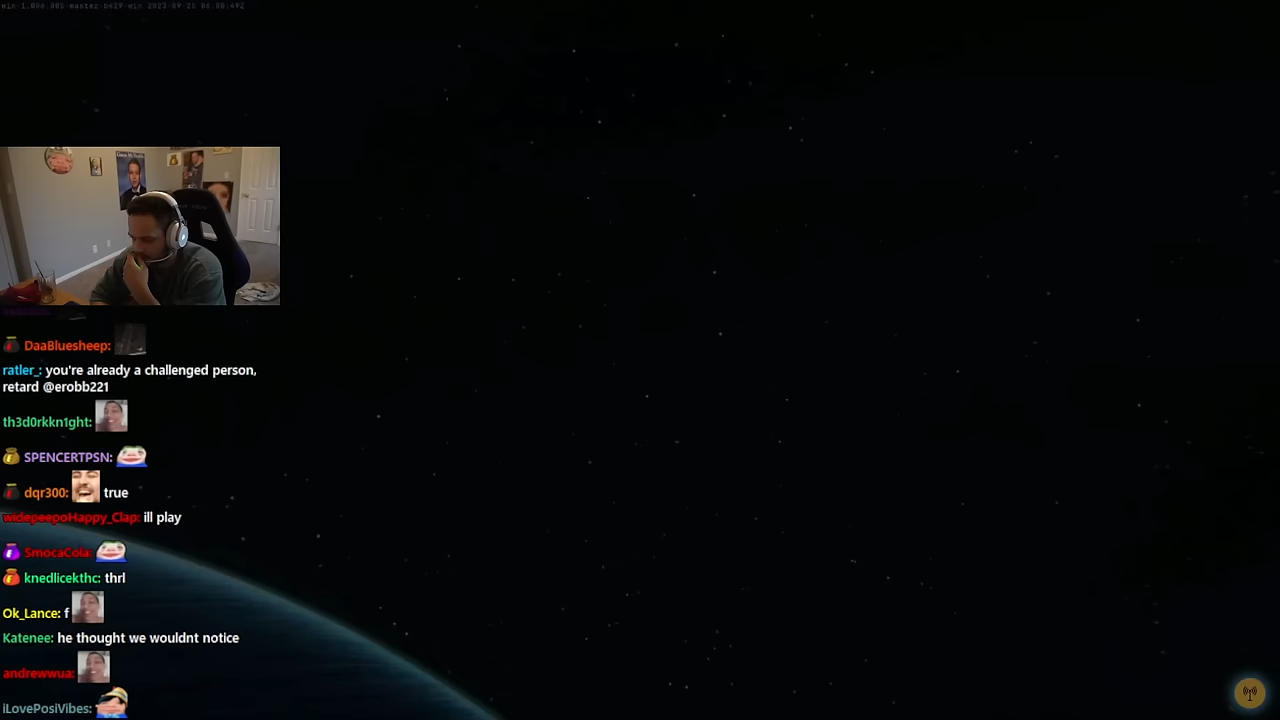 DaaBluesheep:
ratler_: you're already a challenged person,
retard @erobb221
th3d0rkkn1ght:
SPENCERTPSN:
dqr300: true
widepeepoHappy_Clap: ill play
SmocaCola:
knedlicekthc: thrl
Ok_Lance: f
Katenee: he thought we wouldnt notice
andrewwua:
iLovePosiVibes: